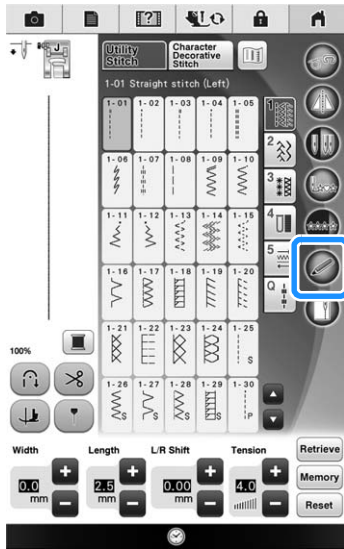 [?]
J
Utility
Stitch
Character
Decorative
Stitch
1-01 Straight stitch (Left)
1-01 1-02 1-03 1-04 1-05
1
1-06 1-07 1-08 1-09 1-10
2
3
1-11 1-12 1-13 1-14 1-15
4
1-16 1-17 1-18 1-19 1-20
5
Q
1-21 1-22 1-23 1-24 1-25
S
100%
1-26 1-27 1-28 1-29 1-30
S S S S P
Width Length L/R Shift Tension Retrieve
0.0 mm + − 2.5 mm + − 0.00 mm + − 4.0 + −
Memory
Reset